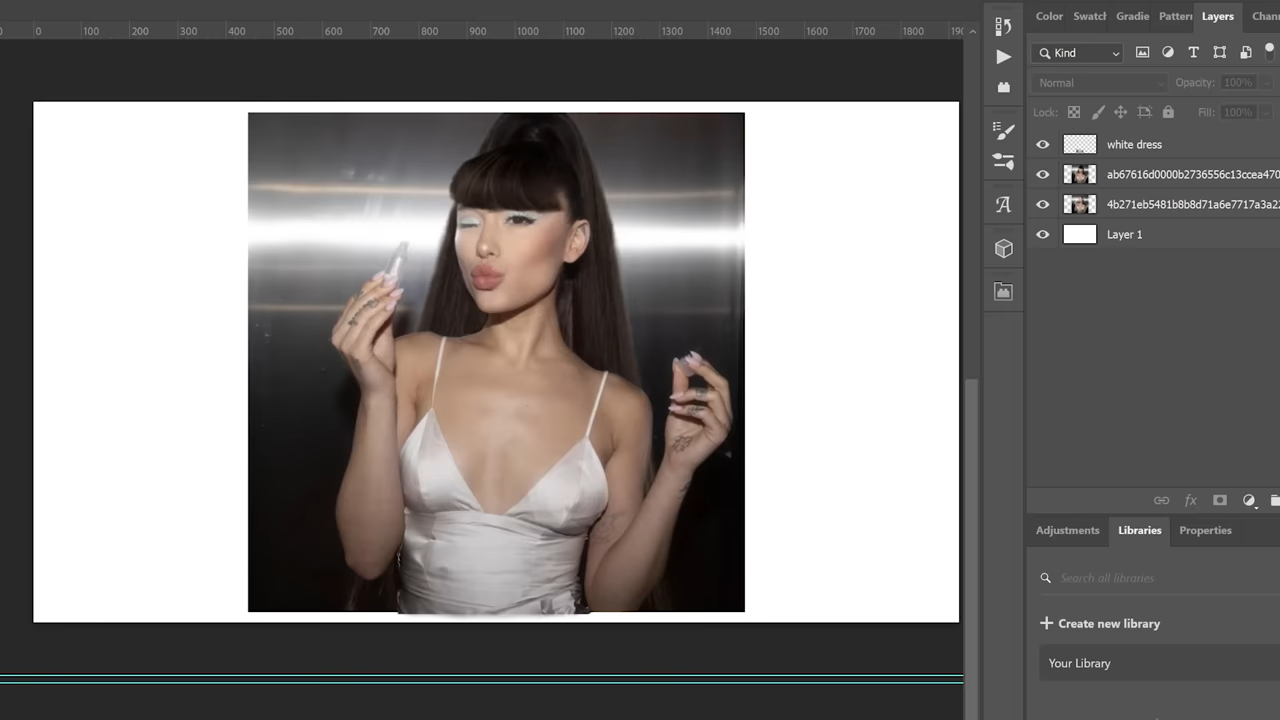 0 100 200 300 400 500 600 700 800 900 1000 1100 1200 1300 1400 1500 1600 1700 1800
Color Swatch Gradie Pattern Layers Chann
Kind
Normal Opacity: 100%
Lock: Fill: 100%
white dress
ab67616d0000b2736556c13ccea470
4b271eb5481b8b8d71a6e7717a3a2
Layer 1
fx
Adjustments Libraries Properties
Search all libraries
+ Create new library
Your Library